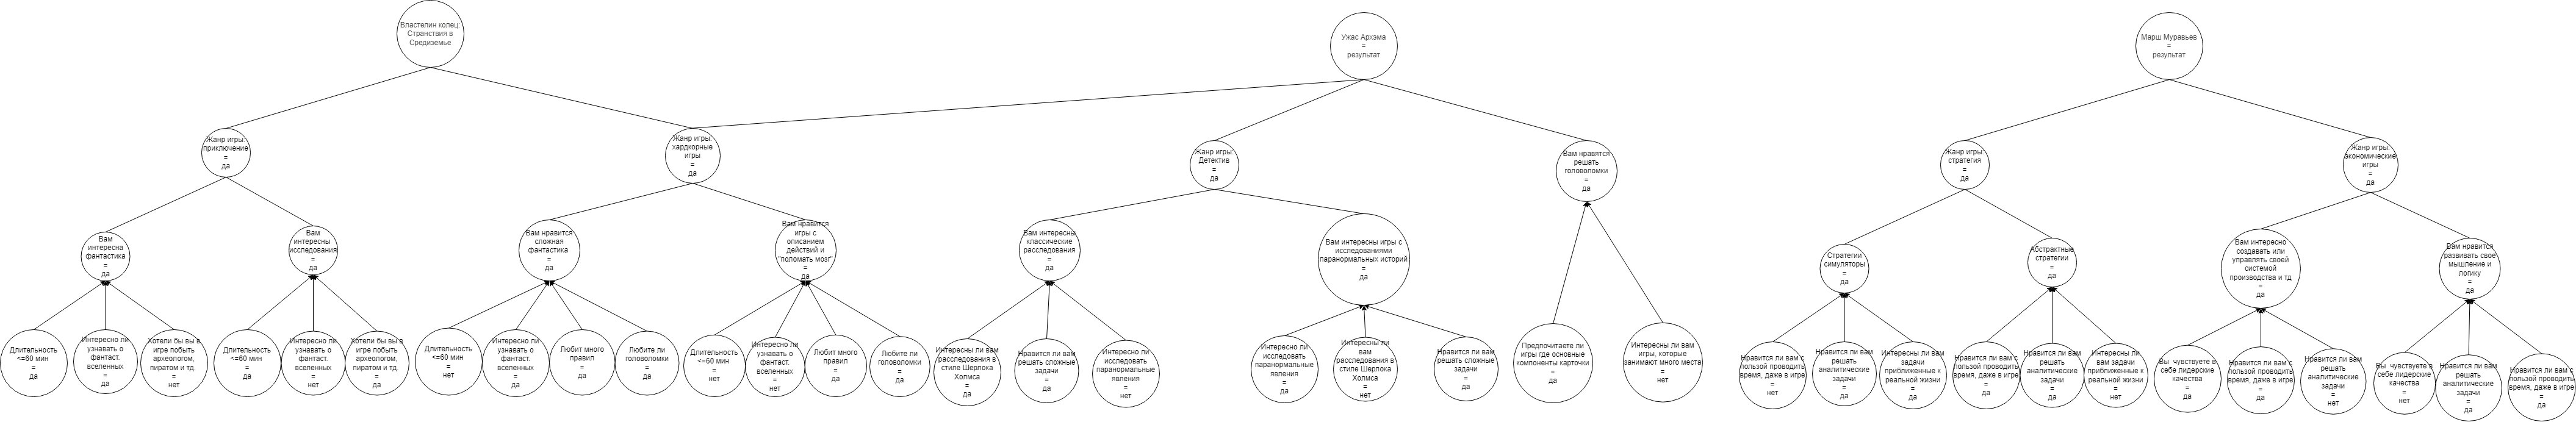 Властелин колец:
Странствия в
Средиземье
Ужас Архэма
=
результат
Марш Муравьев
=
результат
Жанр игры:
приключение
=
да
Жанр игры:
хардкорные
игры
=
да
Жанр игры:
Детектив
=
да
Вам нравятся
решать
головоломки
=
да
Жанр игры:
стратегия
=
да
Жанр игры:
экономические
игры
=
да
Вам
интересна
фантастика
=
да
Вам
интересны
исследования
=
да
Вам нравится
сложная
фантастика
=
да
Вам нравится
игры с
описанием
действий и
"поломать мозг"
=
да
Вам интересны
классические
расследования
=
да
Вам интересны игры с
исследованиями
паранормальных историй
=
да
Стратегии
симуляторы
=
да
Абстрактные
стратегии
=
да
Вам интересно
создавать или
управлять своей
системой
производства и тд
=
да
Вам нравится
развивать свое
мышление и
логику
=
да
Длительность
<=60 мин
=
да
Интересно ли
узнавать о
фантаст.
вселенных
=
да
Хотели бы вы в
игре побыть
археологом,
пиратом и тд.
=
нет
Длительность
<=60 мин
=
да
Интересно ли
узнавать о
фантаст.
вселенных
=
нет
Хотели бы вы в
игре побыть
археологом,
пиратом и тд.
=
да
Длительность
<=60 мин
=
нет
Интересно ли
узнавать о
фантаст.
вселенных
=
да
Любит много
правил
=
да
Любите ли
головоломки
=
да
Длительность
<=60 мин
=
нет
Интересно ли
узнавать о
фантаст.
вселенных
=
нет
Любит много
правил
=
да
Любите ли
головоломки
=
да
Интересны ли вам
расследования в
стиле Шерлока
Холмса
=
да
Нравится ли вам
решать сложные
задачи
=
да
Интересно ли
исследовать
паранормальные
явления
=
нет
Интересно ли
исследовать
паранормальные
явления
=
да
Интересны ли
вам
расследования в
стиле Шерлока
Холмса
=
нет
Нравится ли вам
решать сложные
задачи
=
да
Предпочитаете ли
игры где основные
компоненты карточки
=
да
Интересны ли вам
игры, которые
занимают много места
=
нет
Нравится ли вам с
пользой проводить
время, даже в игре
=
нет
Нравится ли вам
решать
аналитические
задачи
=
да
Интересны ли вам
задачи
приближенные к
реальной жизни
=
да
Нравится ли вам с
пользой проводить
время, даже в игре
=
да
Нравится ли вам
решать
аналитические
задачи
=
да
Интересны ли
вам задачи
приближенные к
реальной жизни
=
нет
Вы чувствуете в
себе лидерские
качества
=
да
Нравится ли вам с
пользой проводить
время, даже в игре
=
да
Нравится ли вам
решать
аналитические
задачи
=
нет
Вы чувствуете в
себе лидерские
качества
=
нет
Нравится ли вам
решать
аналитические
задачи
=
да
Нравится ли вам с
пользой проводить
время, даже в игре
=
да